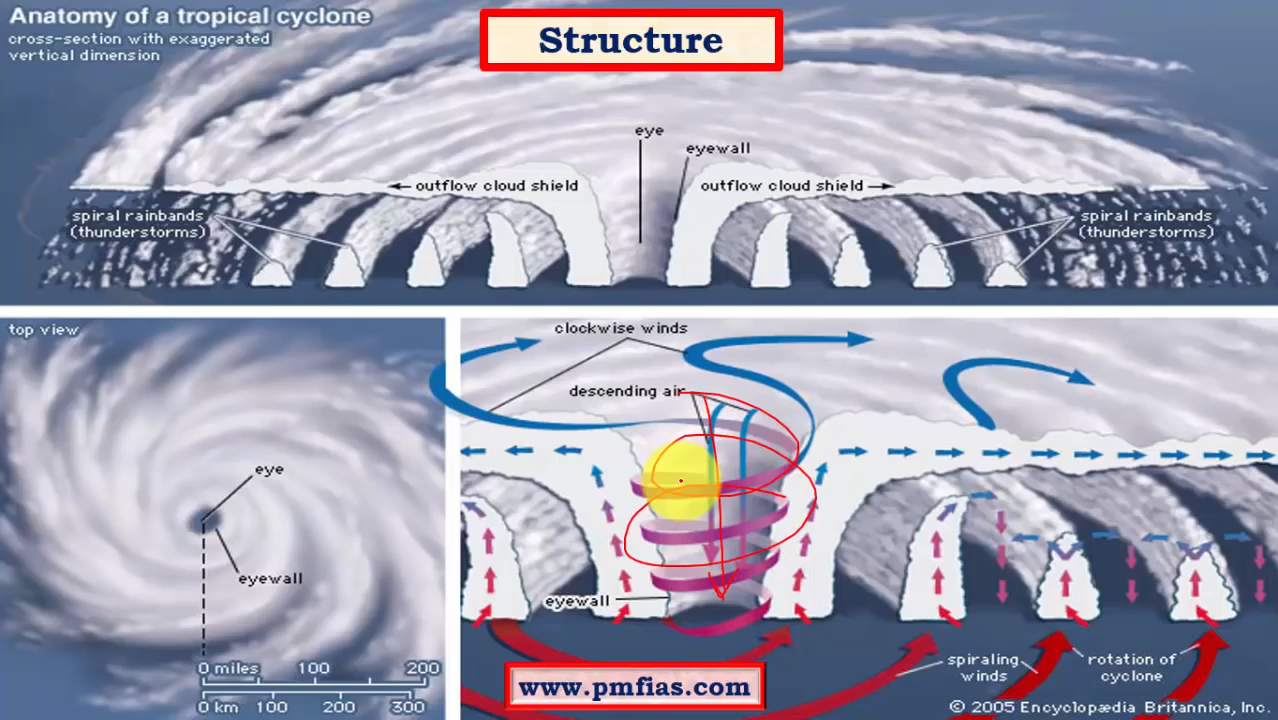 Anatomy of a tropical cyclone
cross-section with exaggerated
vertical dimension
Structure
eye
eyewall
outflow cloud shield
outflow cloud shield
spiral rainbands
(thunderstorms)
spiral rainbands
(thunderstorms)
top view
eye
eyewall
0 miles 100 200
0 km 100 200 300
clockwise winds
descending air
eyewall
spiraling
winds
rotation of
cyclone
www.pmfias.com
© 2005 Encyclopædia Britannica, Inc.